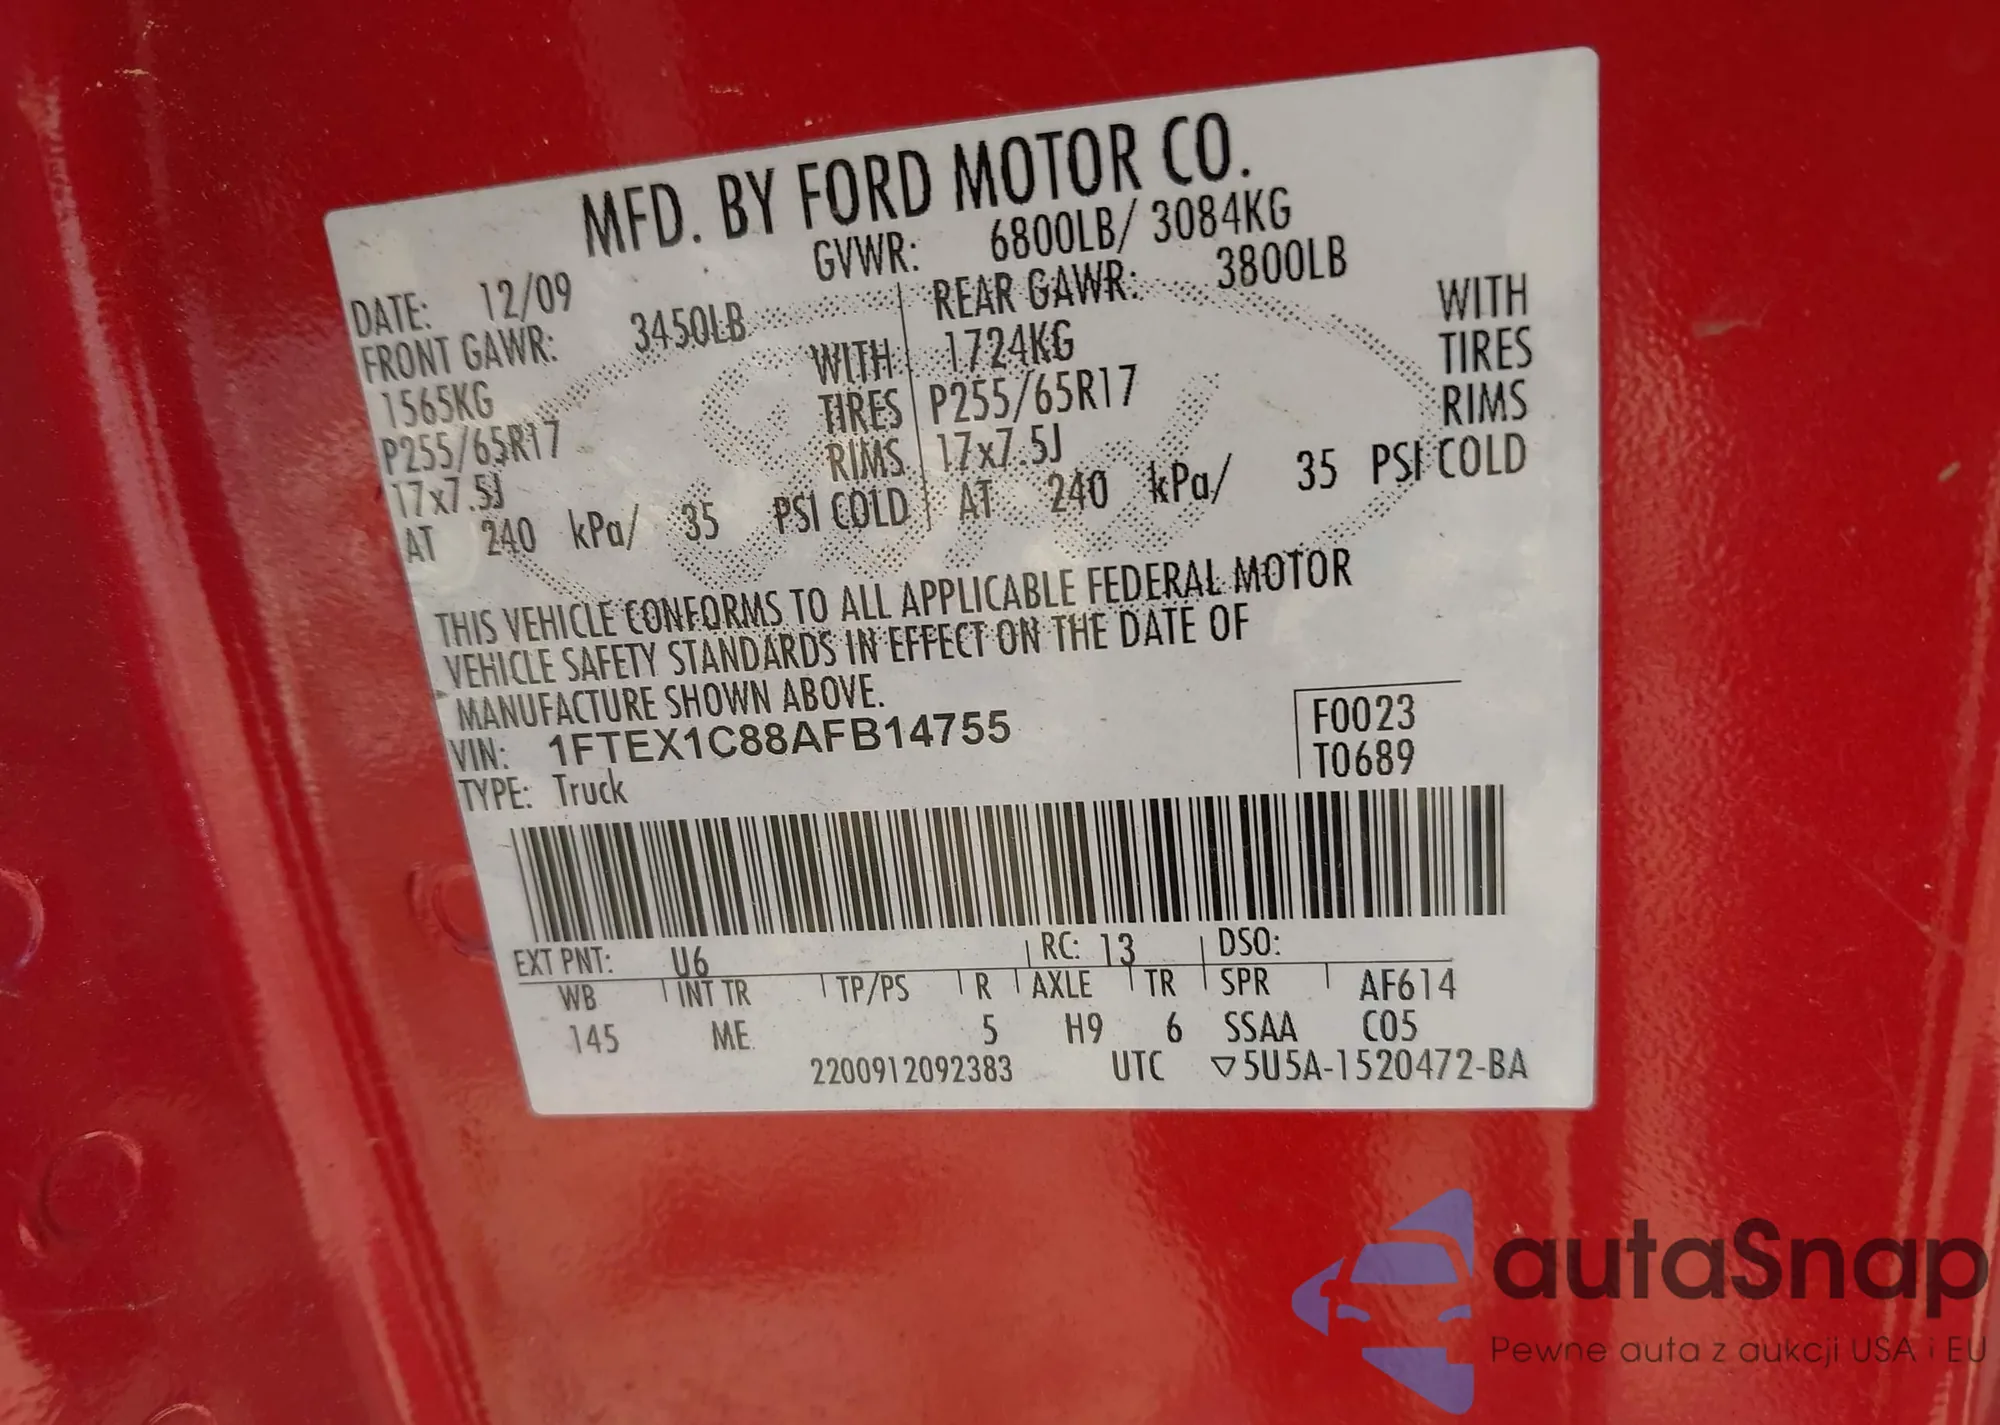 MFD. BY FORD MOTOR CO.
DATE: 12/09 GVWR: 6800LB/ 3084KG
FRONT GAWR: 3450LB REAR GAWR: 3800LB
1565KG WITH 1724KG WITH
P255/65R17 TIRES P255/65R17 TIRES
17x7.5J RIMS 17x7.5J RIMS
AT 240 kPa/ 35 PSI COLD AT 240 kPa/ 35 PSI COLD
THIS VEHICLE CONFORMS TO ALL APPLICABLE FEDERAL MOTOR
VEHICLE SAFETY STANDARDS IN EFFECT ON THE DATE OF
MANUFACTURE SHOWN ABOVE.
VIN: 1FTEX1C88AFB14755 F0023
TYPE: Truck T0689
EXT PNT: U6 RC: 13 DSO:
WB INT TR TP/PS R AXLE TR SPR AF614
145 ME 5 H9 6 SSAA C05
2200912092383 UTC ▽5U5A-1520472-BA
autaSnap
Pewne auta z aukcji USA i EU